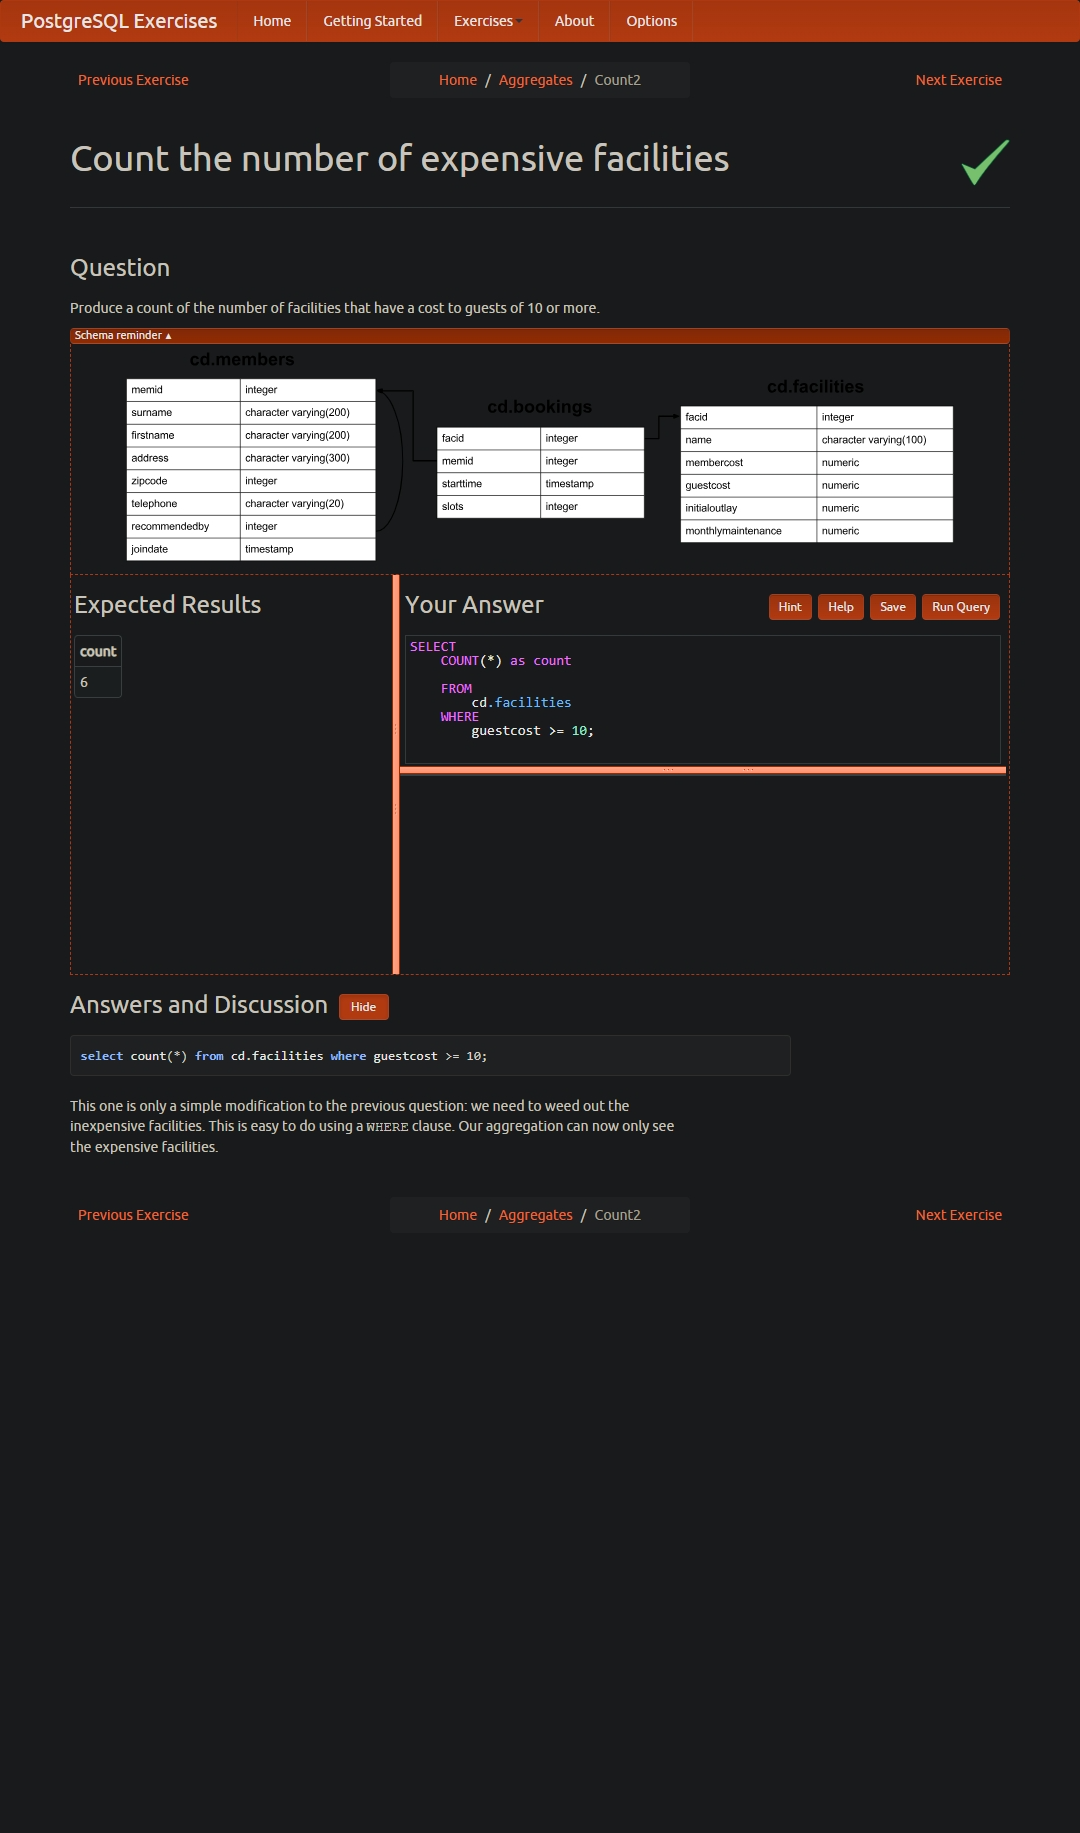 PostgreSQL Exercises Home Getting Started Exercises About Options
Previous Exercise Home / Aggregates / Count2 Next Exercise
Count the number of expensive facilities
Question
Produce a count of the number of facilities that have a cost to guests of 10 or more.
Schema reminder ▴
cd.members
memid integer
surname character varying(200)
firstname character varying(200)
address character varying(300)
zipcode integer
telephone character varying(20)
recommendedby integer
joindate timestamp
cd.bookings
facid integer
memid integer
starttime timestamp
slots integer
cd.facilities
facid integer
name character varying(100)
membercost numeric
guestcost numeric
initialoutlay numeric
monthlymaintenance numeric
Expected Results
count
6
Your Answer
Hint Help Save Run Query
SELECT
COUNT(*) as count
FROM
cd.facilities
WHERE
guestcost >= 10;
Answers and Discussion Hide
select count(*) from cd.facilities where guestcost >= 10;
This one is only a simple modification to the previous question: we need to weed out the
inexpensive facilities. This is easy to do using a WHERE clause. Our aggregation can now only see
the expensive facilities.
Previous Exercise Home / Aggregates / Count2 Next Exercise